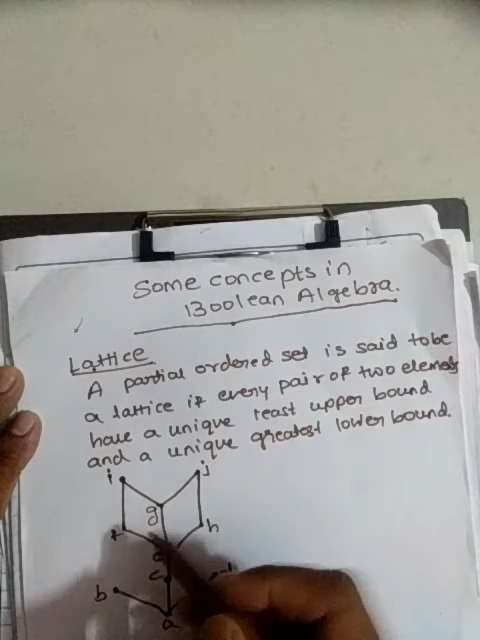 Some concepts in
Boolean Algebra.
Lattice
A partial ordered set is said to be
a lattice if every pair of two elements
have a unique least upper bound
and a unique greatest lower bound.
i
j
g
f
h
e
c
b
a